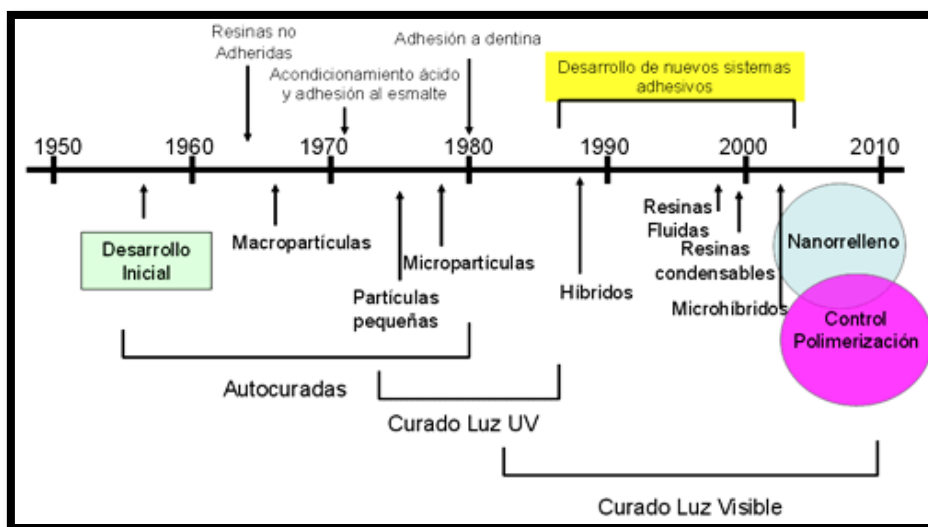 Resinas no
Adheridas
Acondicionamiento ácido
y adhesión al esmalte
Adhesión a dentina
Desarrollo de nuevos sistemas
adhesivos
1950 1960 1970 1980 1990 2000 2010
Desarrollo
Inicial
Macropartículas
Partículas
pequeñas
Micropartículas
Híbridos
Resinas
Fluidas
Resinas
condensables
Microhíbridos
Nanorrelleno
Control
Polimerización
Autocuradas
Curado Luz UV
Curado Luz Visible